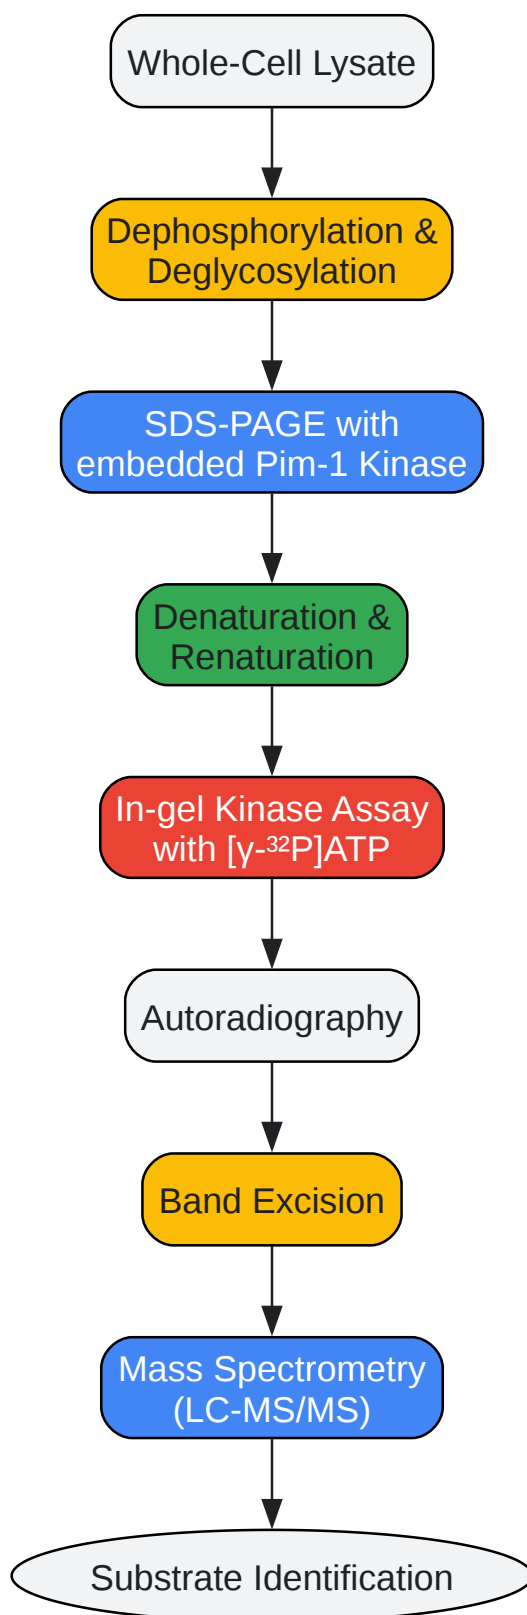 Whole-Cell Lysate
Dephosphorylation &
Deglycosylation
SDS-PAGE with
embedded Pim-1 Kinase
Denaturation &
Renaturation
In-gel Kinase Assay
with [γ-³²P]ATP
Autoradiography
Band Excision
Mass Spectrometry
(LC-MS/MS)
Substrate Identification